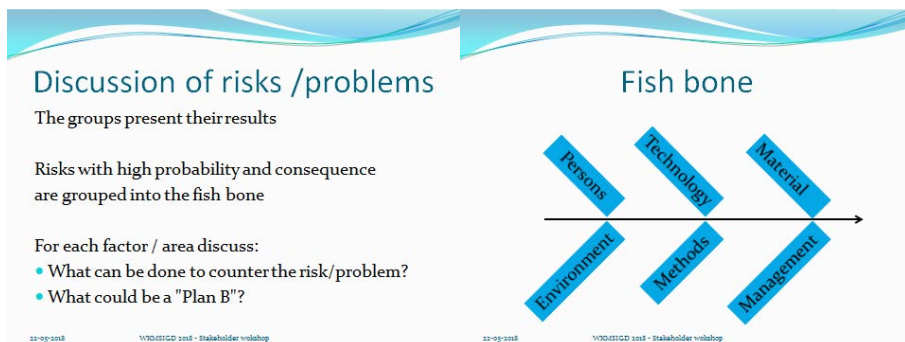 Discussion of risks /problems
The groups present their results
Risks with high probability and consequence
are grouped into the fish bone
For each factor / area discuss:
• What can be done to counter the risk/problem?
• What could be a "Plan B"?
22-05-2018 WKMSIGD 2018 - Stakeholder wokshop
Fish bone
Persons
Technology
Material
Environment
Methods
Management
22-05-2018 WKMSIGD 2018 - Stakeholder wokshop